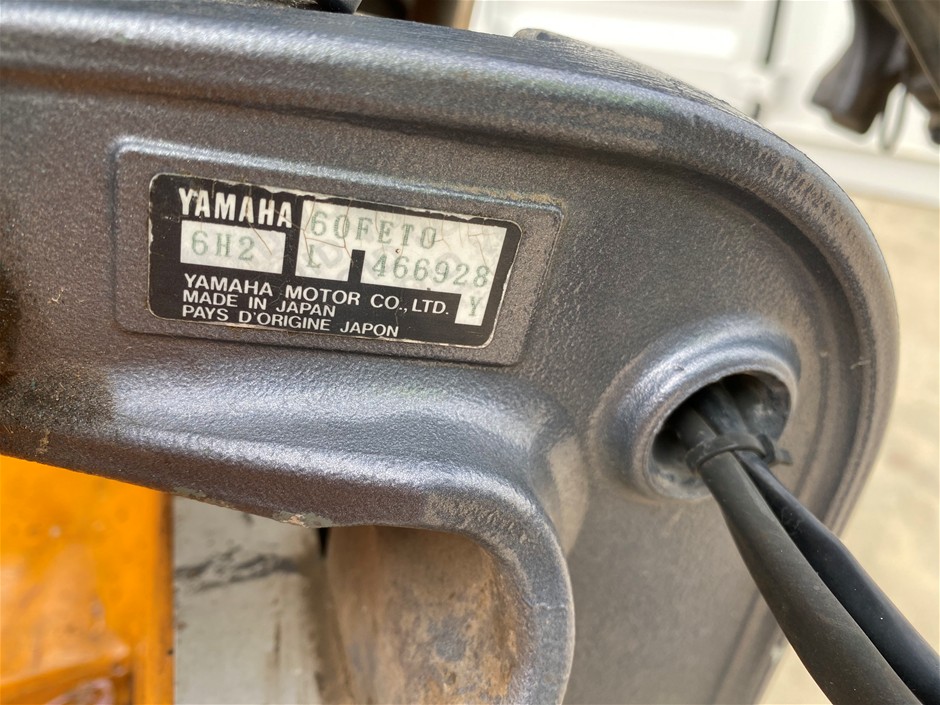 YAMAHA 60FETO
6H2 L 466928
YAMAHA MOTOR CO., LTD. Y
MADE IN JAPAN
PAYS D'ORIGINE JAPON